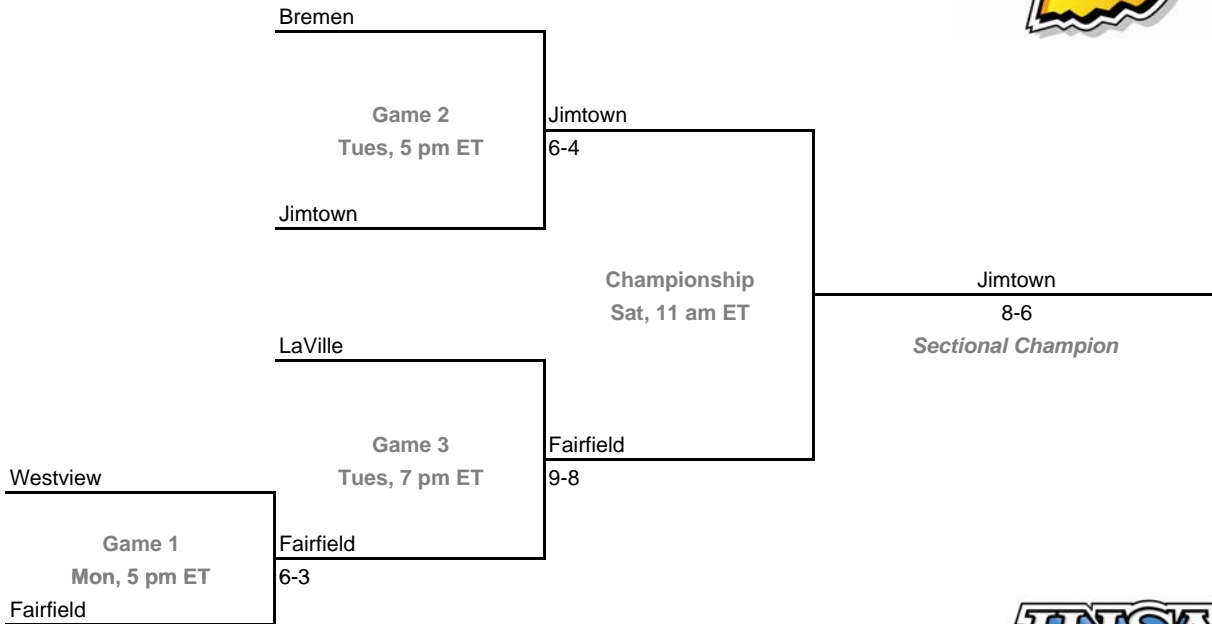 Bremen
Game 2
Tues, 5 pm ET
Jimtown
6-4
Jimtown
Championship
Sat, 11 am ET
Jimtown
8-6
Sectional Champion
LaVille
Game 3
Tues, 7 pm ET
Fairfield
9-8
Westview
Game 1
Mon, 5 pm ET
Fairfield
6-3
Fairfield